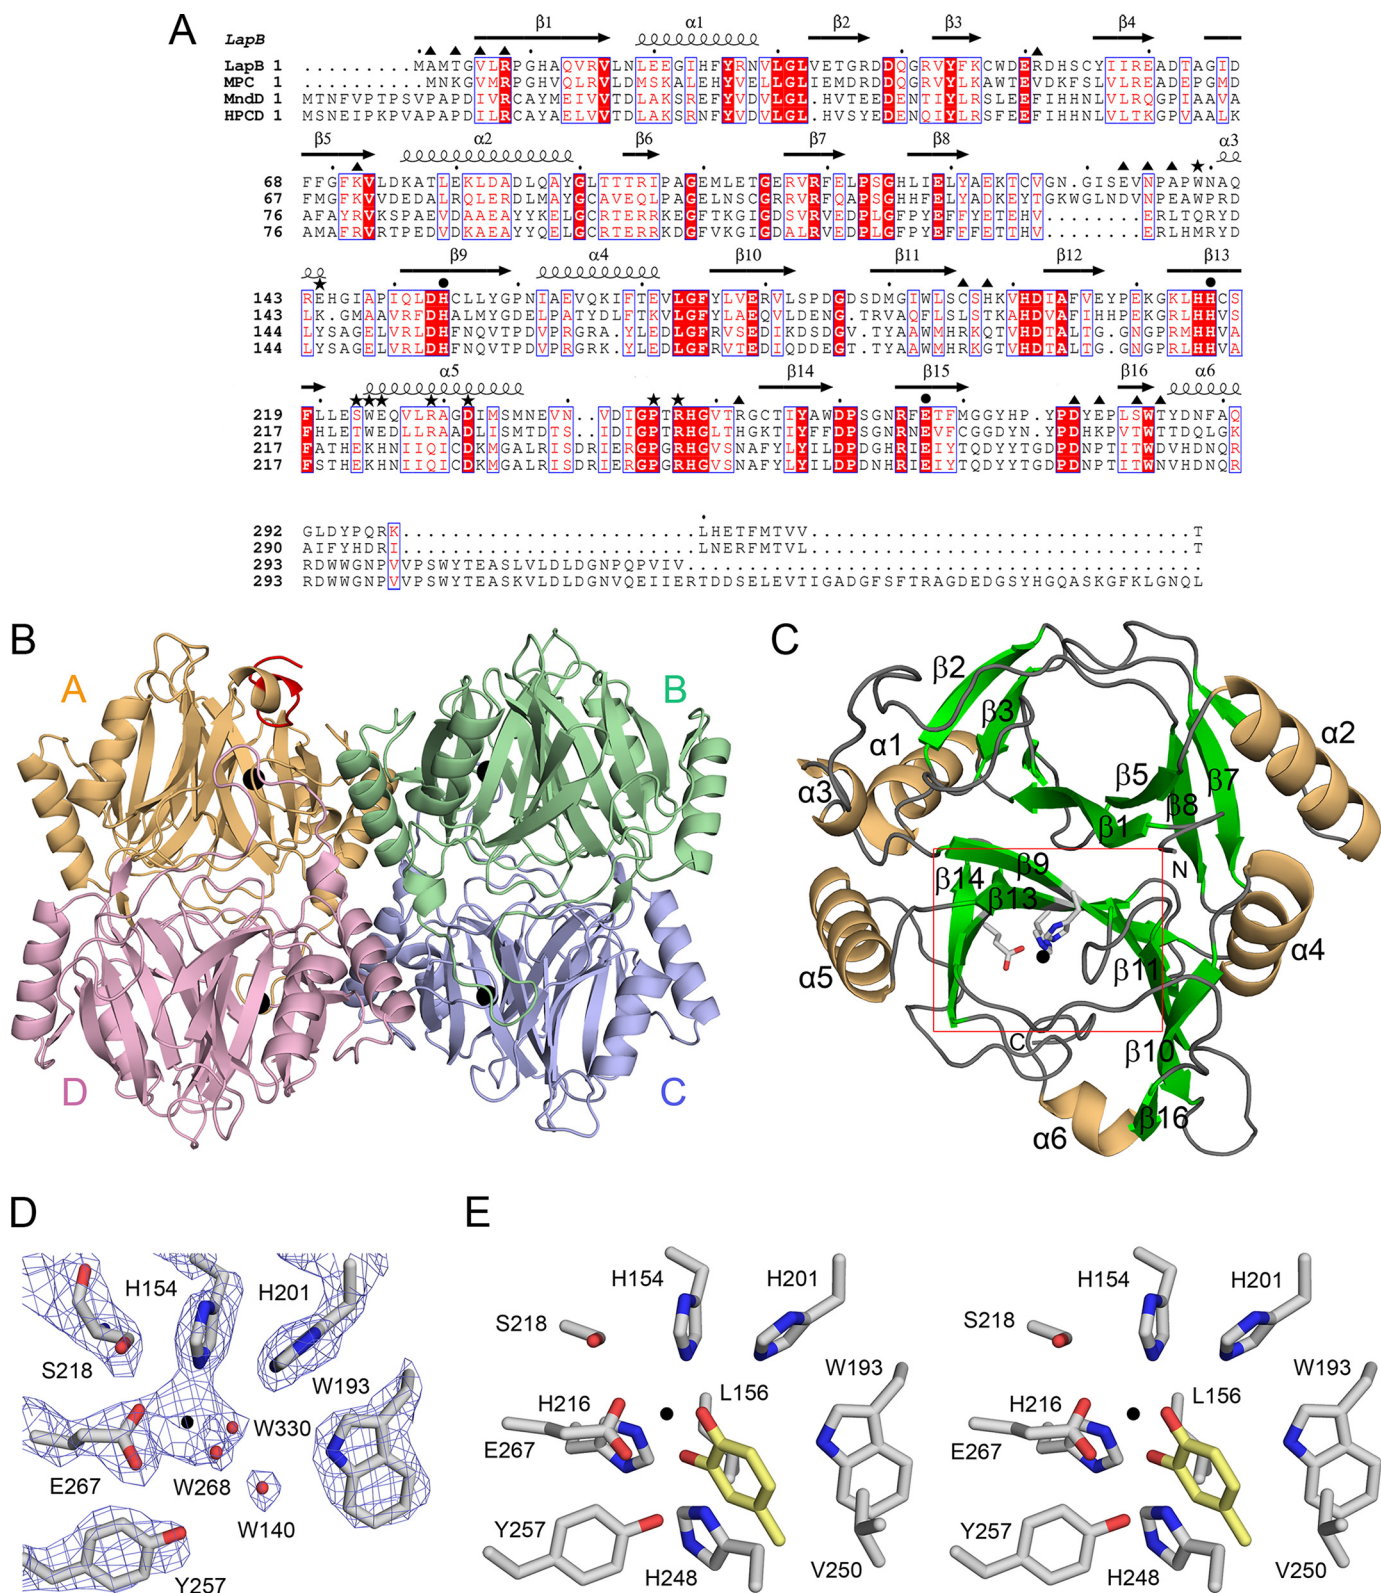 A
LapB
β1 α1 β2 β3 β4
LapB 1 .........MAMTGVLRPGHAQVRVLNLEEGIHFYRNVLGLVETGRDDQGRVYFKCWDERDHSCYIIREADTAGID
MPC 1 ..........MNKGVMRPGHVQLRVLDMSKALEHYVELLGLIEMDRDDQGRVYLKAWTEVDKFSVVLREADEPGMD
MndD 1 MTNFVPTPSVPAPDIVRCAYMEIVVTDLAKSREFYVDVLGL.HVTEEDENTIYLRSLEEFIHHNLVLRQGPIAAVA
HPCD 1 MSNEIPKPVAPAPDILRCAYAELVVTDLAKSRNFYVDVLGL.HVSYEDENQIYLRSFEEFIHHNLVLTKGPVAALK
β5 α2 β6 β7 β8 α3
68 FFGFKVLDKATLEKLDADLQAYGLTTTRIPAGEMLETGERVRFELPSGHLIELYAEKTCVGN.GISEVNPAPWNAQ
67 FMGFKVVDEDALRQLERDLMAYGCAVEQLPAGELNSCGRRVRFQAPSGHHFELYADKEYTGKWGLNDVNPEAWPRD
76 AFAYRVKSPAEVDAAEAYYKELGCRTERRKEGFTKGIGDSVRVEDPLGFPYEFFYETEHV........ERLTQRYD
76 AMAFRVRTPEDVDKAEAYYQELGCRTERRKDGFVKGIGDALRVEDPLGFPYEFFFETTHV........ERLHMRYD
β9 α4 β10 β11 β12 β13
143 REHGIAPIQLDHCLLYGPNIAEVQKIFTEVLGFYLVERVLSPDGDSDMGIWLSCSHKVHDIAFVEYPEKGKLHHCS
143 LK.GMAAVRFDHALMYGDELPATYDLFTKVLGFYLAEQVLDENG.TRVAQFLSLSTKAHDVAFIHHPEKGRLHHVS
144 LYSAGELVRLDHFNQVTPDVPRGRA.YLEDLGFRVSEDIKDSDG.VTYAAWMHRKQTVHDTALTG.GNGPRMHHVA
144 LYSAGELVRLDHFNQVTPDVPRGRK.YLEDLGFRVTEDIQDDEGT.TYAAWMHRKGTVHDTALTG.GNGPRLHHVA
α5 β14 β15 β16 α6
219 FLLESWEQVLRAGDIMSMNEVN..VDIGPTRHGVTRGCTIYAWDPSGNRFETFMGGYHP.YPDYEPLSWTYDNFAQ
217 FHLETWEDLLRAADLISMTDTS..IDIGPTRHGLTHGKTIYFFDPSGNRNEVFCGGDYN.YPDHKPVTWTTDQLGK
217 FATHEKHNIIQICDKMGALRISDRIERGPGRHGVSNAFYLYILDPDNHRIEIYTQDYYTGDPDNPTITWDVHDNQR
217 FSTHEKHNIIQICDKMGALRISDRIERGPGRHGVSNAFYLYILDPDNHRIEIYTQDYYTGDPDNPTITWNVHDNQR
292 GLDYPQRK.........................LHETFMTVV................................T
290 AIFYHDRI.........................LNERFMTVL................................T
293 RDWWGNPVVPSWYTEASLVLDLDGNPQPVIV..........................................
293 RDWWGNPVVPSWYTEASKVLDLDGNVQEIIERTDDSELEVTIGADGFSFTRAGDEDGSYHGQASKGFKLGNQL
B
A
B
D
C
C
β2
β3
α1
α2
α3
β5
β7
β8
β1
N
β9
β14
β13
α5
β11
α4
C
β10
α6
β16
D
H154
H201
S218
W193
W330
E267
W268
W140
Y257
E
H154
H201
S218
W193
L156
H216
E267
Y257
V250
H248
H154
H201
S218
W193
L156
H216
E267
Y257
V250
H248